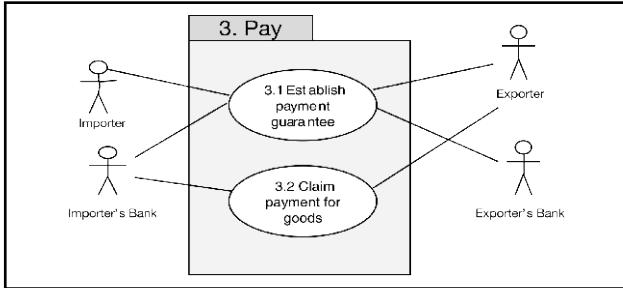 3. Pay
3.1 Establish
payment
guarantee
Importer
Exporter
3.2 Claim
payment for
goods
Importer's Bank
Exporter's Bank